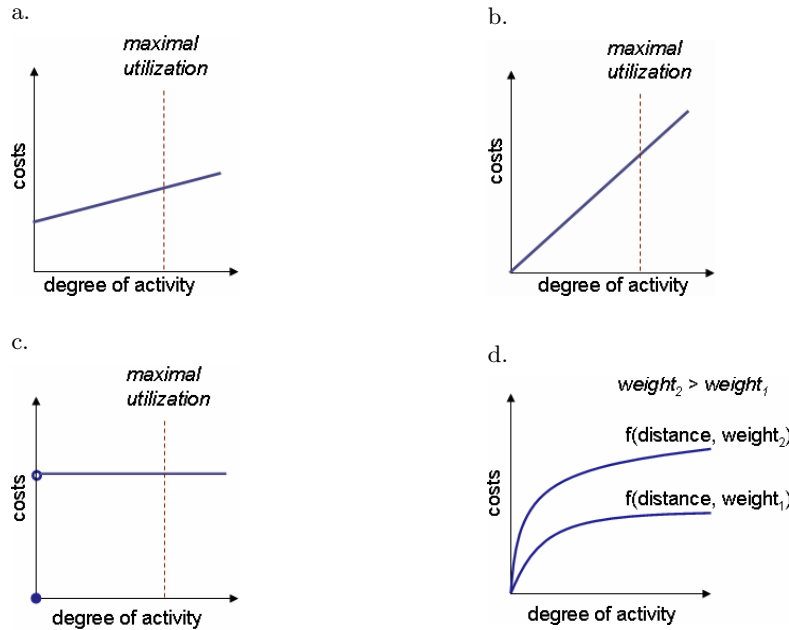 a.
maximal
utilization
costs
degree of activity
b.
maximal
utilization
costs
degree of activity
c.
maximal
utilization
costs
degree of activity
d.
weight₂ > weight₁
f(distance, weight₂)
f(distance, weight₁)
costs
degree of activity